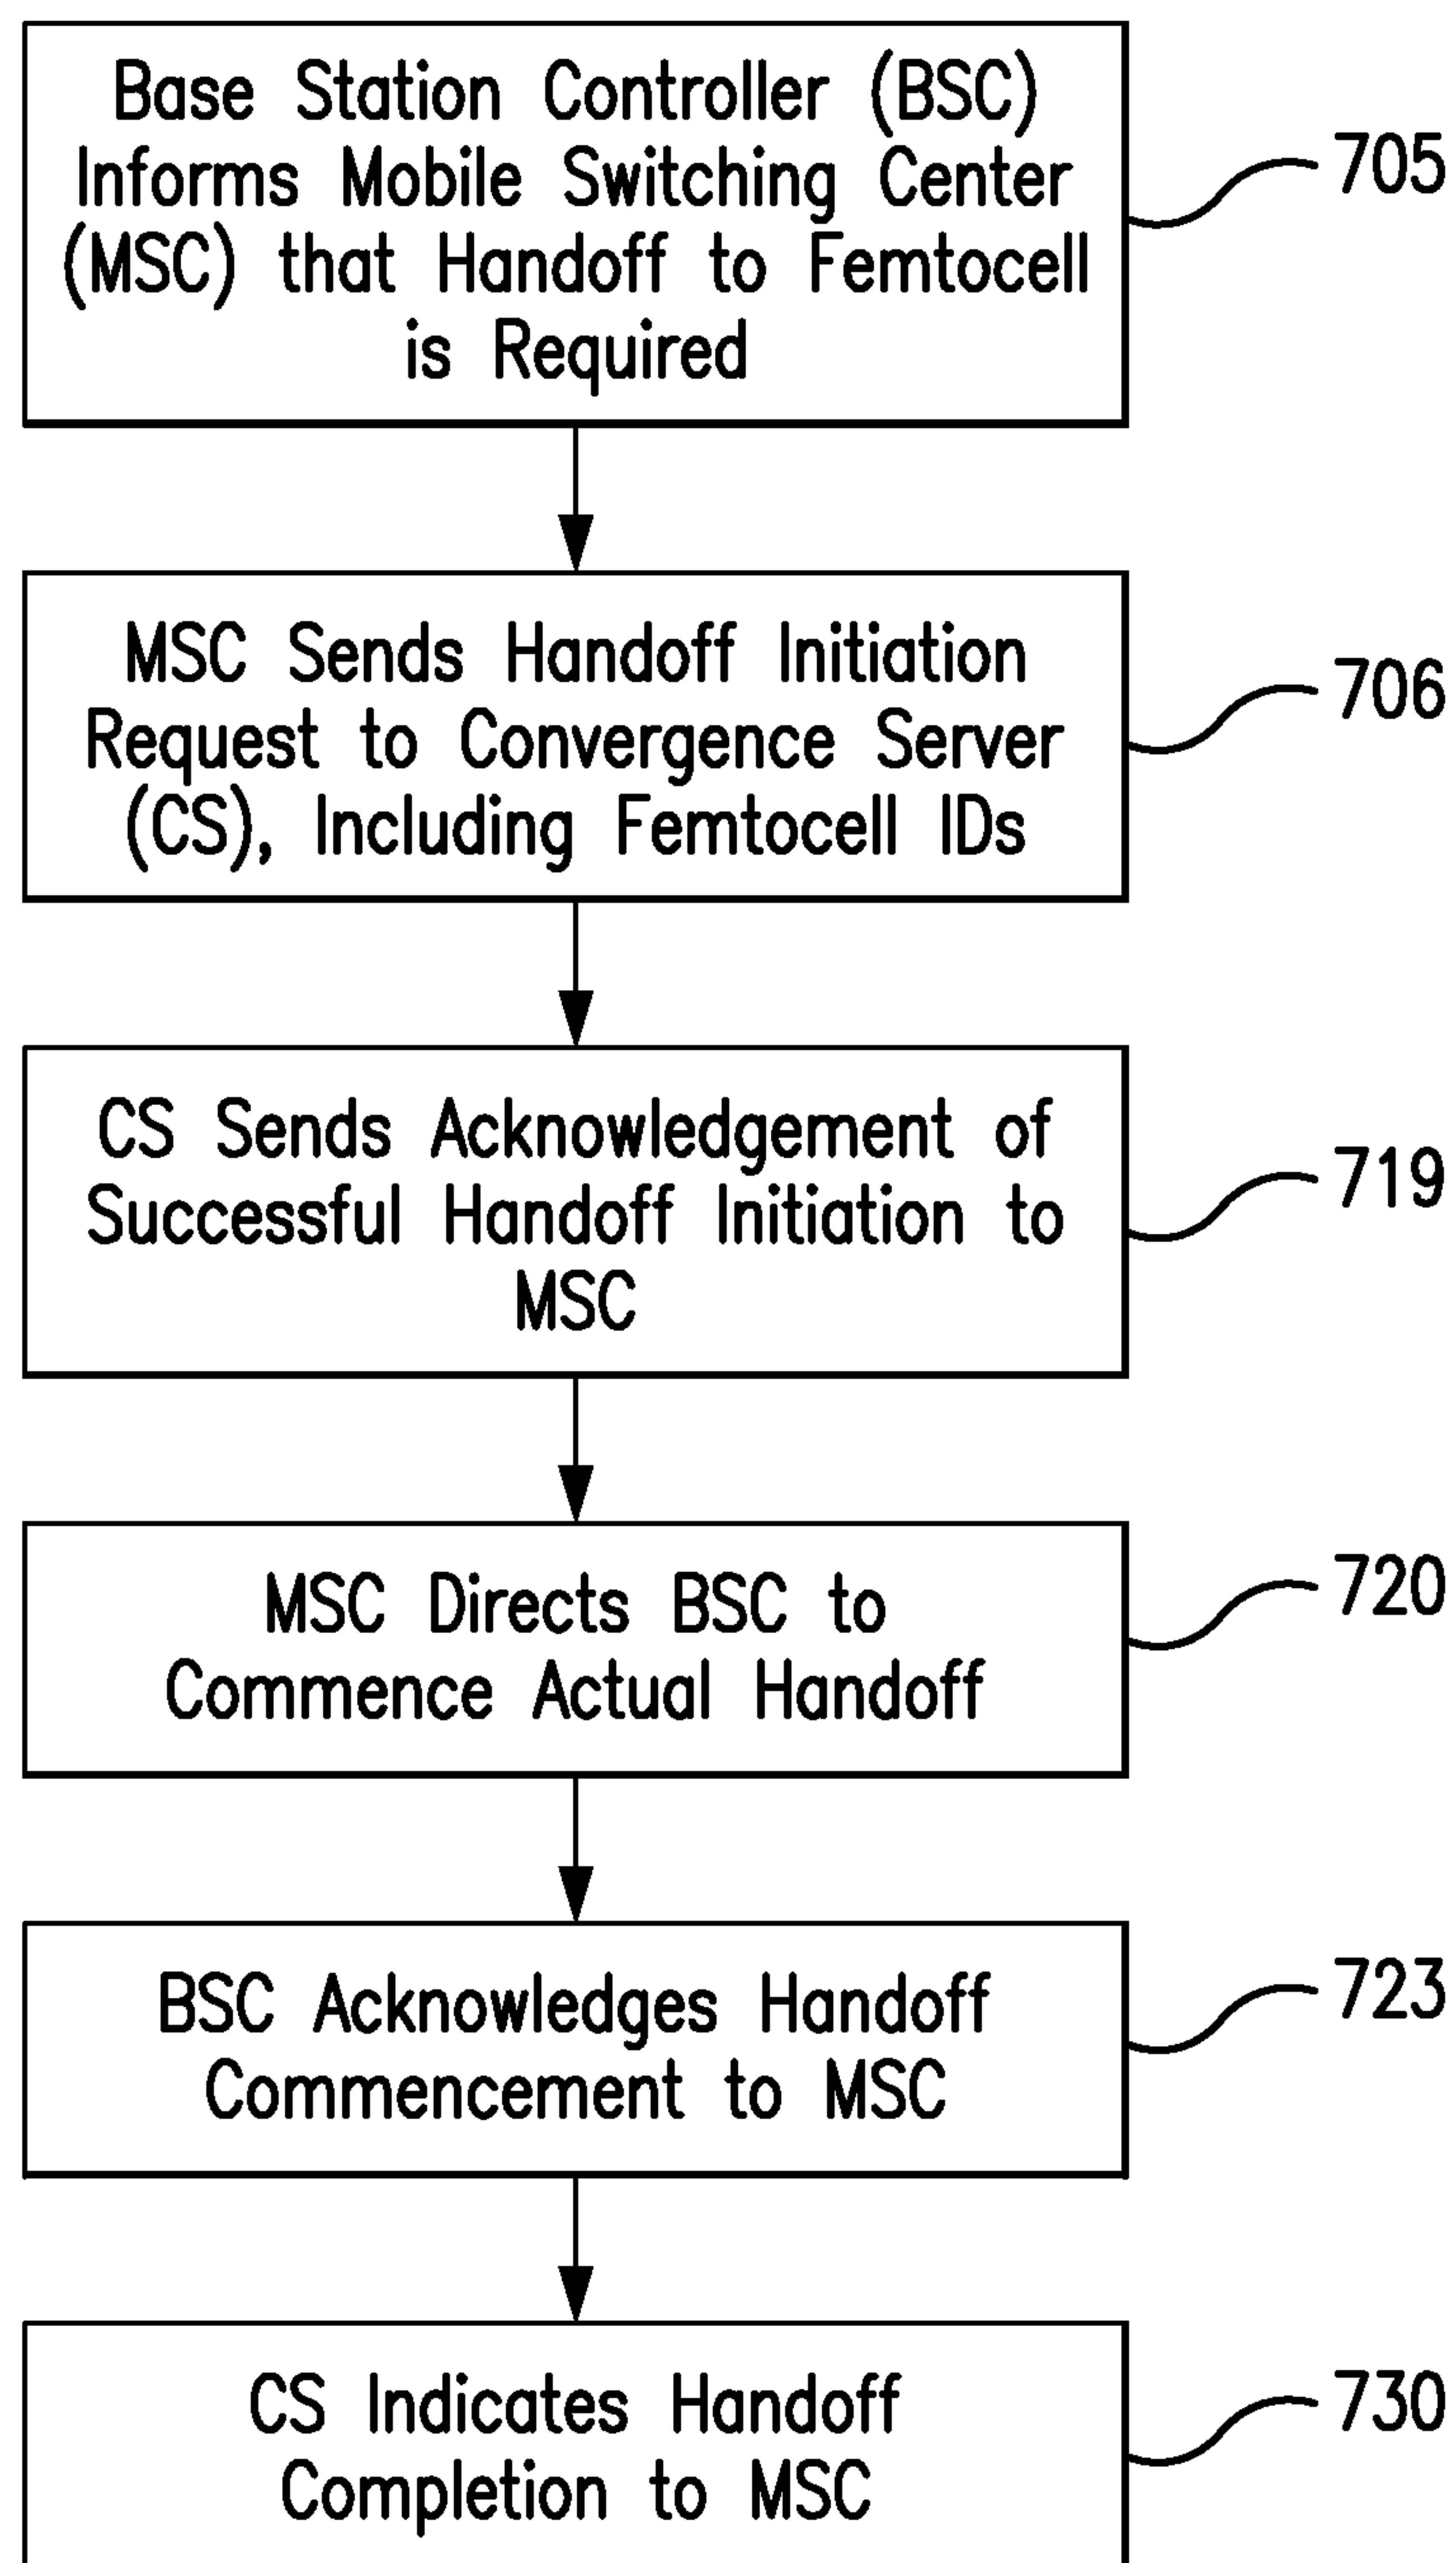 Base Station Controller (BSC)
Informs Mobile Switching Center
(MSC) that Handoff to Femtocell
is Required
705
MSC Sends Handoff Initiation
Request to Convergence Server
(CS), Including Femtocell IDs
706
CS Sends Acknowledgement of
Successful Handoff Initiation to
MSC
719
MSC Directs BSC to
Commence Actual Handoff
720
BSC Acknowledges Handoff
Commencement to MSC
723
CS Indicates Handoff
Completion to MSC
730